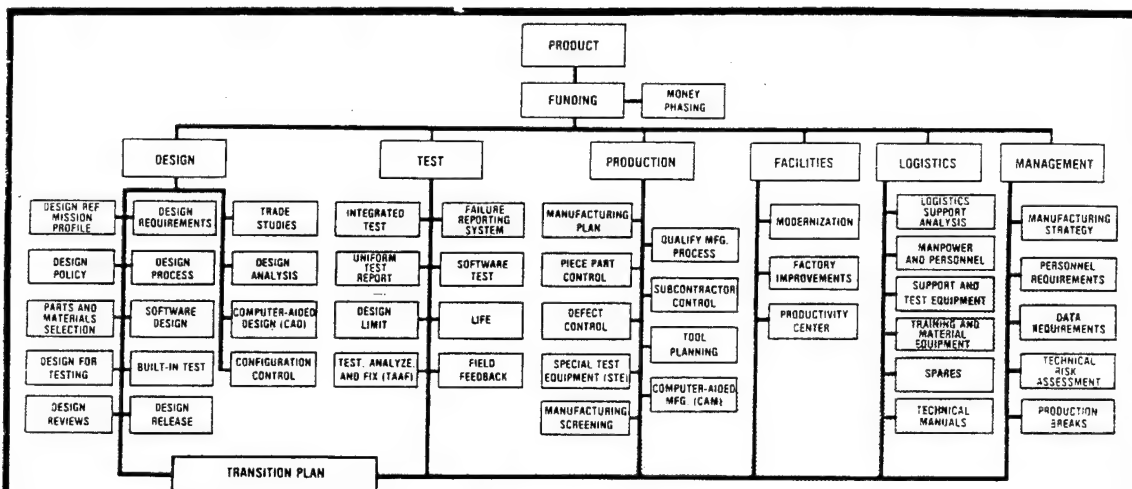 PRODUCT
FUNDING
MONEY
PHASING
DESIGN
TEST
PRODUCTION
FACILITIES
LOGISTICS
MANAGEMENT
DESIGN REF
MISSION
PROFILE
DESIGN
REQUIREMENTS
TRADE
STUDIES
DESIGN
POLICY
DESIGN
PROCESS
DESIGN
ANALYSIS
PARTS AND
MATERIALS
SELECTION
SOFTWARE
DESIGN
COMPUTER-AIDED
DESIGN (CAD)
DESIGN FOR
TESTING
BUILT-IN TEST
CONFIGURATION
CONTROL
DESIGN
REVIEWS
DESIGN
RELEASE
INTEGRATED
TEST
FAILURE
REPORTING
SYSTEM
UNIFORM
TEST
REPORT
SOFTWARE
TEST
DESIGN
LIMIT
LIFE
TEST, ANALYZE,
AND FIX (TAAF)
FIELD
FEEDBACK
MANUFACTURING
PLAN
QUALIFY MFG.
PROCESS
PIECE PART
CONTROL
SUBCONTRACTOR
CONTROL
DEFECT
CONTROL
TOOL
PLANNING
SPECIAL TEST
EQUIPMENT (STE)
COMPUTER-AIDED
MFG. (CAM)
MANUFACTURING
SCREENING
MODERNIZATION
FACTORY
IMPROVEMENTS
PRODUCTIVITY
CENTER
LOGISTICS
SUPPORT
ANALYSIS
MANPOWER
AND PERSONNEL
SUPPORT AND
TEST EQUIPMENT
TRAINING AND
MATERIAL
EQUIPMENT
SPARES
TECHNICAL
MANUALS
MANUFACTURING
STRATEGY
PERSONNEL
REQUIREMENTS
DATA
REQUIREMENTS
TECHNICAL
RISK
ASSESSMENT
PRODUCTION
BREAKS
TRANSITION PLAN